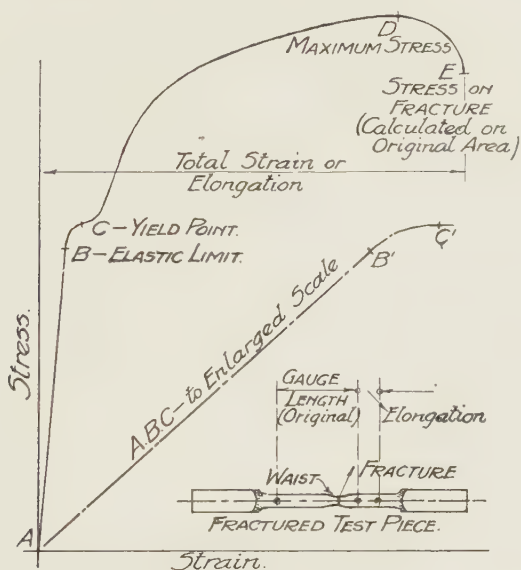 D
MAXIMUM STRESS
E
STRESS ON
FRACTURE
(Calculated on
Original Area)
Total Strain or
Elongation
C-YIELD POINT.
B-ELASTIC LIMIT.
B'
C'
Stress.
A.B.C-to Enlarged Scale
GAUGE
LENGTH
(Original)
Elongation
WAIST
FRACTURE
FRACTURED TEST PIECE.
A
Strain.